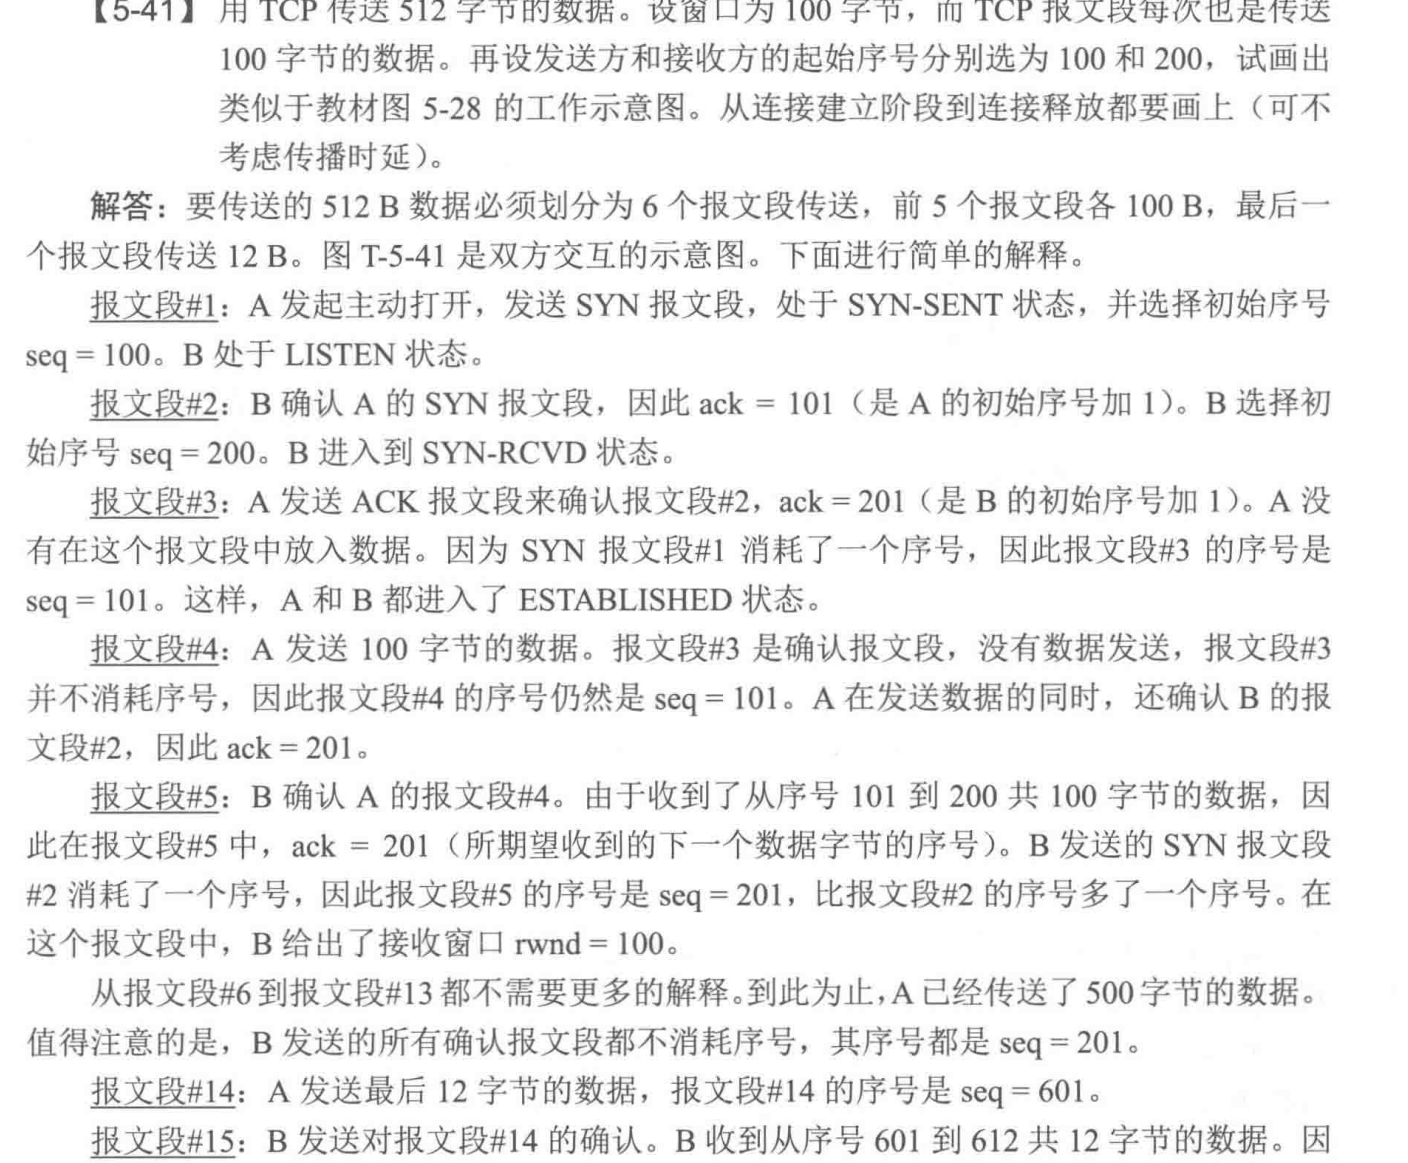 【5-41】 用 TCP 传送 512 字节的数据。设窗口为 100 字节，而 TCP 报文段每次也是传送
100 字节的数据。再设发送方和接收方的起始序号分别选为 100 和 200，试画出
类似于教材图 5-28 的工作示意图。从连接建立阶段到连接释放都要画上（可不
考虑传播时延）。
解答：要传送的 512 B 数据必须划分为 6 个报文段传送，前 5 个报文段各 100 B，最后一
个报文段传送 12 B。图 T-5-41 是双方交互的示意图。下面进行简单的解释。
报文段#1：A 发起主动打开，发送 SYN 报文段，处于 SYN-SENT 状态，并选择初始序号
seq = 100。B 处于 LISTEN 状态。
报文段#2：B 确认 A 的 SYN 报文段，因此 ack = 101（是 A 的初始序号加 1）。B 选择初
始序号 seq = 200。B 进入到 SYN-RCVD 状态。
报文段#3：A 发送 ACK 报文段来确认报文段#2，ack = 201（是 B 的初始序号加 1）。A 没
有在这个报文段中放入数据。因为 SYN 报文段#1 消耗了一个序号，因此报文段#3 的序号是
seq = 101。这样，A 和 B 都进入了 ESTABLISHED 状态。
报文段#4：A 发送 100 字节的数据。报文段#3 是确认报文段，没有数据发送，报文段#3
并不消耗序号，因此报文段#4 的序号仍然是 seq = 101。A 在发送数据的同时，还确认 B 的报
文段#2，因此 ack = 201。
报文段#5：B 确认 A 的报文段#4。由于收到了从序号 101 到 200 共 100 字节的数据，因
此在报文段#5 中，ack = 201（所期望收到的下一个数据字节的序号）。B 发送的 SYN 报文段
#2 消耗了一个序号，因此报文段#5 的序号是 seq = 201，比报文段#2 的序号多了一个序号。在
这个报文段中，B 给出了接收窗口 rwnd = 100。
从报文段#6 到报文段#13 都不需要更多的解释。到此为止，A 已经传送了 500 字节的数据。
值得注意的是，B 发送的所有确认报文段都不消耗序号，其序号都是 seq = 201。
报文段#14：A 发送最后 12 字节的数据，报文段#14 的序号是 seq = 601。
报文段#15：B 发送对报文段#14 的确认。B 收到从序号 601 到 612 共 12 字节的数据。因